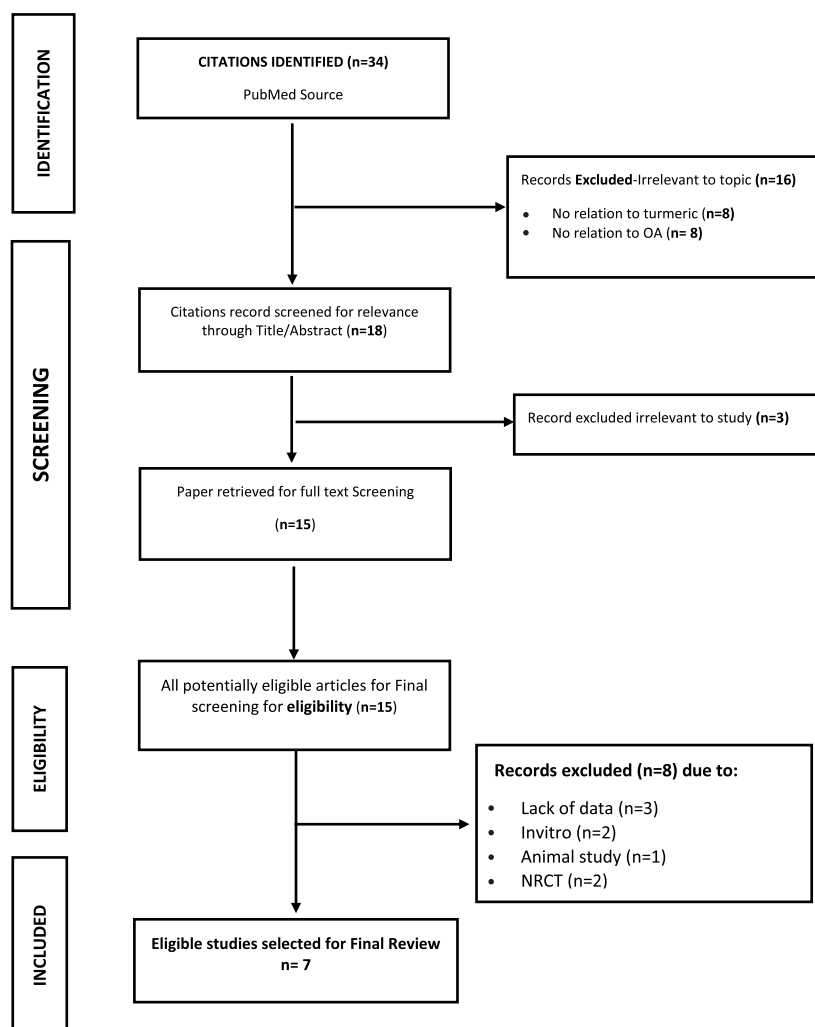 IDENTIFICATION
CITATIONS IDENTIFIED (n=34)
PubMed Source
Records Excluded-Irrelevant to topic (n=16)
• No relation to turmeric (n=8)
• No relation to OA (n= 8)
SCREENING
Citations record screened for relevance
through Title/Abstract (n=18)
Record excluded irrelevant to study (n=3)
Paper retrieved for full text Screening
(n=15)
ELIGIBILITY
All potentially eligible articles for Final
screening for eligibility (n=15)
Records excluded (n=8) due to:
• Lack of data (n=3)
• Invitro (n=2)
• Animal study (n=1)
• NRCT (n=2)
INCLUDED
Eligible studies selected for Final Review
n= 7